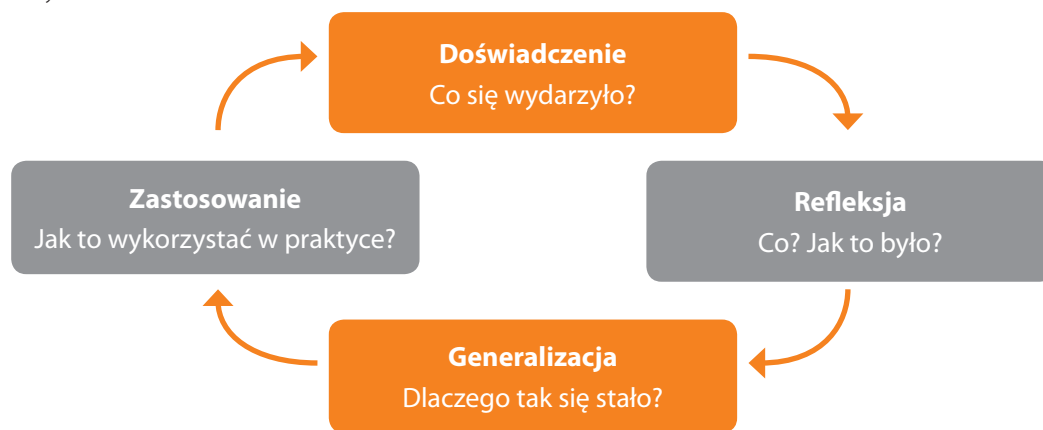 Doświadczenie
Co się wydarzyło?
Refleksja
Co? Jak to było?
Generalizacja
Dlaczego tak się stało?
Zastosowanie
Jak to wykorzystać w praktyce?